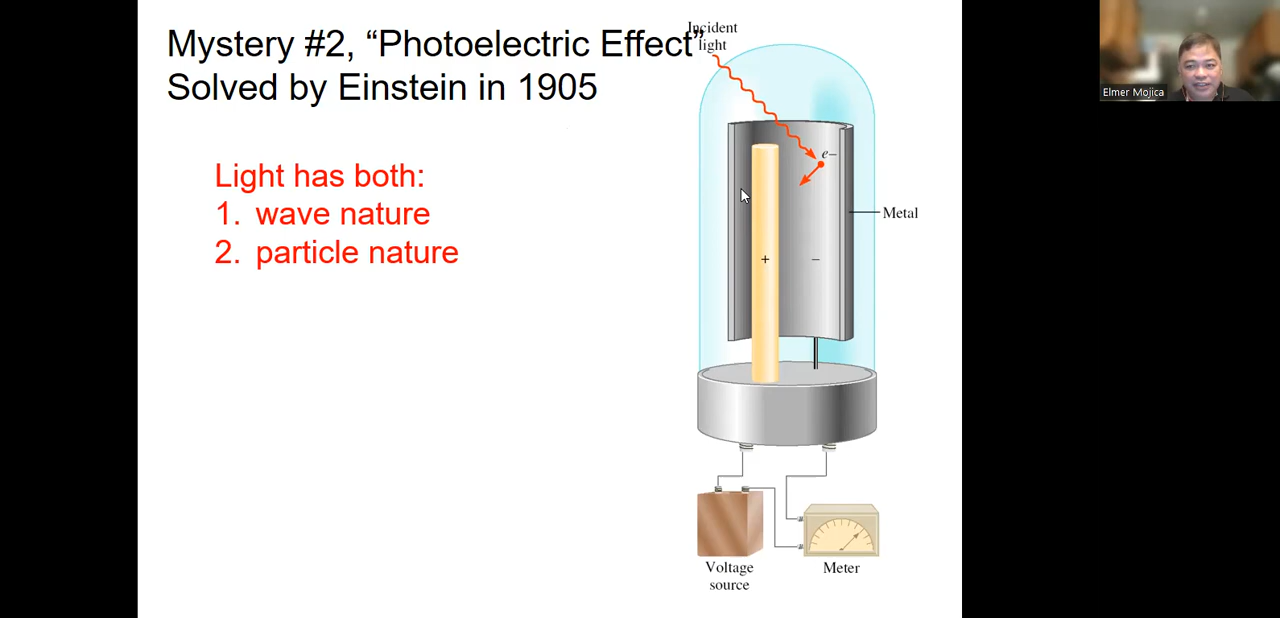 Mystery #2, “Photoelectric Effect”
Solved by Einstein in 1905
Incident
light
Elmer Mojica
e–
Light has both:
1. wave nature
2. particle nature
Metal
+
–
Voltage
source
Meter